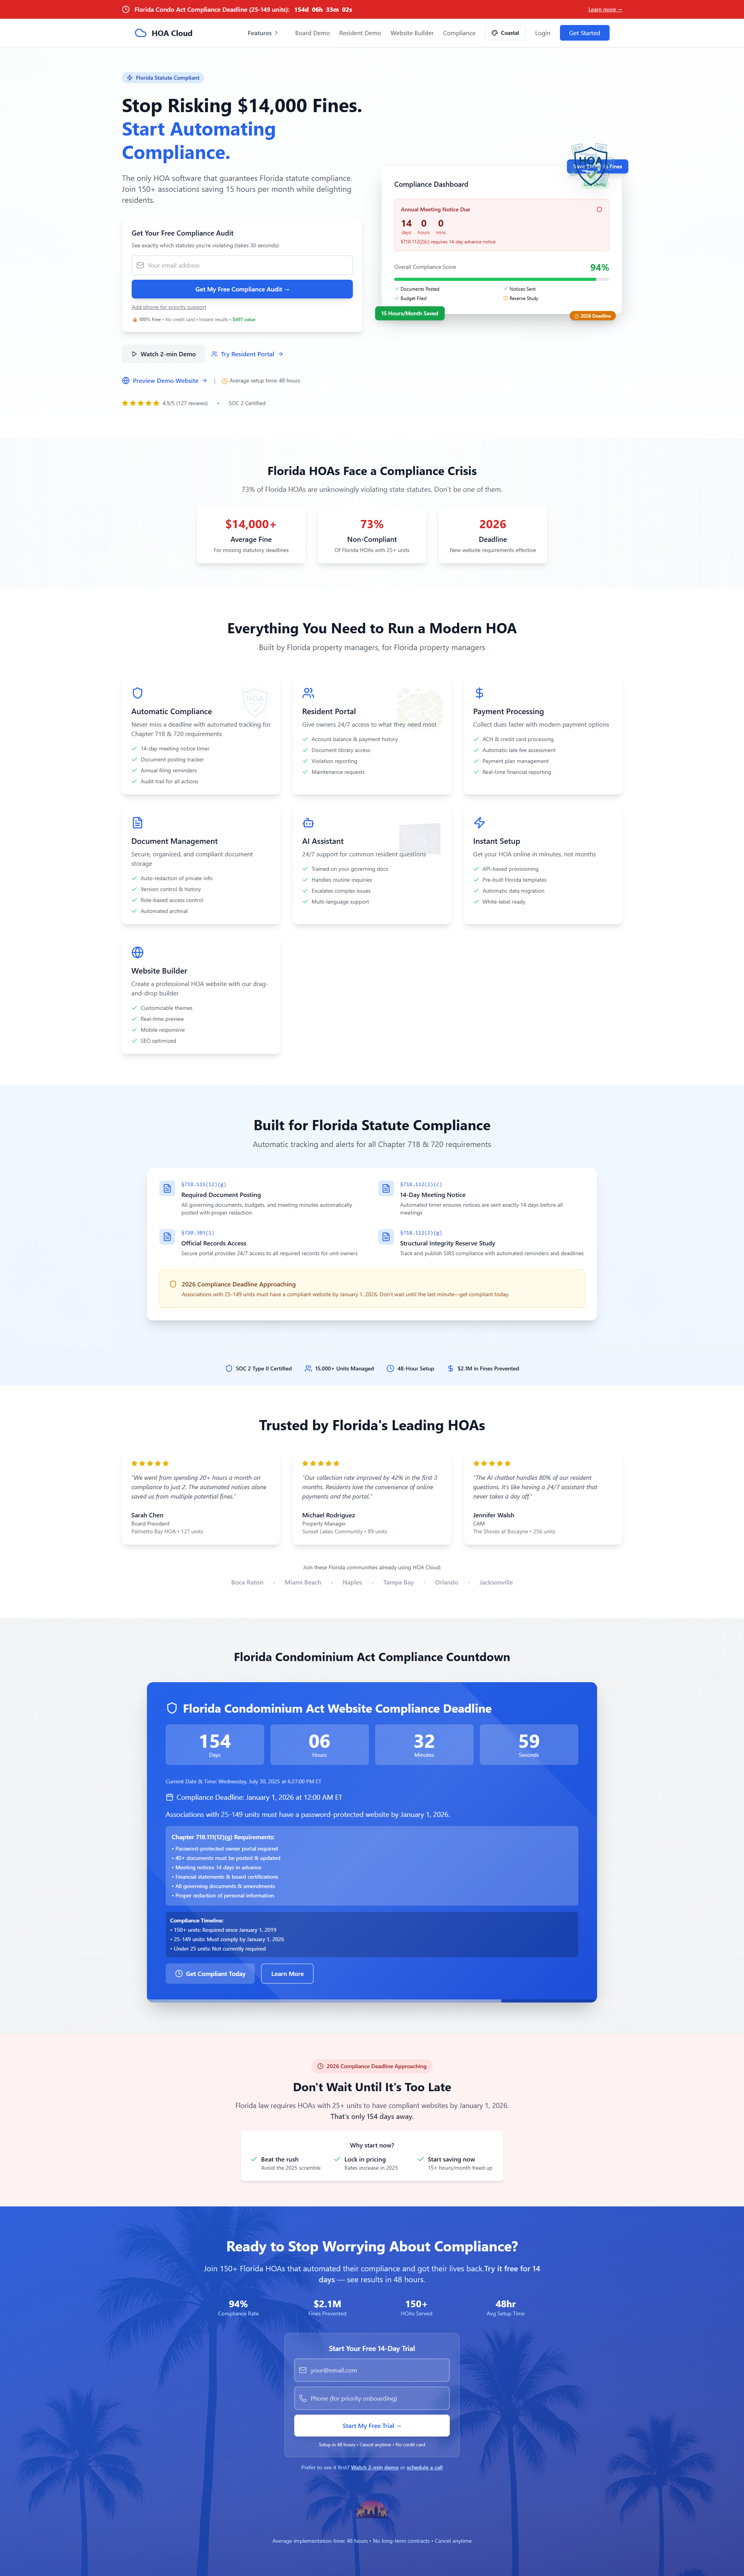 Florida Condo Act Compliance Deadline (25-149 units): 154d 06h 33m 02s
Learn more →
HOA Cloud
Features
Board Demo
Resident Demo
Website Builder
Compliance
Coastal
Login
Get Started
Florida Statute Compliant
Stop Risking $14,000 Fines.
Start Automating
Compliance.
The only HOA software that guarantees Florida statute compliance.
Join 150+ associations saving 15 hours per month while delighting
residents.
Get Your Free Compliance Audit
See exactly which statutes you're violating (takes 30 seconds)
Your email address
Get My Free Compliance Audit →
Add phone for priority support
100% Free • No credit card • Instant results • $497 value
Watch 2-min Demo
Try Resident Portal
Preview Demo Website
|
Average setup time: 48 hours
4.9/5 (127 reviews)
•
SOC 2 Certified
HOA
Fines
Compliance Dashboard
Annual Meeting Notice Due
14 0 0
days hours mins
§718.112(2)(c) requires 14-day advance notice
Overall Compliance Score
94%
Documents Posted
Notices Sent
Budget Filed
Reserve Study
15 Hours/Month Saved
2026 Deadline
Florida HOAs Face a Compliance Crisis
73% of Florida HOAs are unknowingly violating state statutes. Don't be one of them.
$14,000+
Average Fine
For missing statutory deadlines
73%
Non-Compliant
Of Florida HOAs with 25+ units
2026
Deadline
New website requirements effective
Everything You Need to Run a Modern HOA
Built by Florida property managers, for Florida property managers
Automatic Compliance
Never miss a deadline with automated tracking for
Chapter 718 & 720 requirements
14-day meeting notice timer
Document posting tracker
Annual filing reminders
Audit trail for all actions
HOA
Resident Portal
Give owners 24/7 access to what they need most
Account balance & payment history
Document library access
Violation reporting
Maintenance requests
Payment Processing
Collect dues faster with modern payment options
ACH & credit card processing
Automatic late fee assessment
Payment plan management
Real-time financial reporting
Document Management
Secure, organized, and compliant document
storage
Auto-redaction of private info
Version control & history
Role-based access control
Automated archival
AI Assistant
24/7 support for common resident questions
Trained on your governing docs
Handles routine inquiries
Escalates complex issues
Multi-language support
Instant Setup
Get your HOA online in minutes, not months
API-based provisioning
Pre-built Florida templates
Automatic data migration
White-label ready
Website Builder
Create a professional HOA website with our drag-
and-drop builder
Customizable themes
Real-time preview
Mobile responsive
SEO optimized
Built for Florida Statute Compliance
Automatic tracking and alerts for all Chapter 718 & 720 requirements
§718.111(12)(g)
Required Document Posting
All governing documents, budgets, and meeting minutes automatically
posted with proper redaction
§718.112(2)(c)
14-Day Meeting Notice
Automated timer ensures notices are sent exactly 14 days before all
meetings
§720.303(1)
Official Records Access
Secure portal provides 24/7 access to all required records for unit owners
§718.112(2)(g)
Structural Integrity Reserve Study
Track and publish SIRS compliance with automated reminders and deadlines
2026 Compliance Deadline Approaching
Associations with 25-149 units must have a compliant website by January 1, 2026. Don't wait until the last minute—get compliant today.
SOC 2 Type II Certified
15,000+ Units Managed
48-Hour Setup
$2.1M in Fines Prevented
Trusted by Florida's Leading HOAs
"We went from spending 20+ hours a month on
compliance to just 2. The automated notices alone
saved us from multiple potential fines."
Sarah Chen
Board President
Palmetto Bay HOA • 127 units
"Our collection rate improved by 42% in the first 3
months. Residents love the convenience of online
payments and the portal."
Michael Rodriguez
Property Manager
Sunset Lakes Community • 89 units
"The AI chatbot handles 80% of our resident
questions. It's like having a 24/7 assistant that
never takes a day off."
Jennifer Walsh
CAM
The Shores at Biscayne • 256 units
Join these Florida communities already using HOA Cloud:
Boca Raton • Miami Beach • Naples • Tampa Bay • Orlando • Jacksonville
Florida Condominium Act Compliance Countdown
Florida Condominium Act Website Compliance Deadline
154
Days
06
Hours
32
Minutes
59
Seconds
Current Date & Time: Wednesday, July 30, 2025 at 6:27:00 PM ET
Compliance Deadline: January 1, 2026 at 12:00 AM ET
Associations with 25-149 units must have a password-protected website by January 1, 2026.
Chapter 718.111(12)(g) Requirements:
• Password-protected owner portal required
• 40+ documents must be posted & updated
• Meeting notices 14 days in advance
• Financial statements & board certifications
• All governing documents & amendments
• Proper redaction of personal information
Compliance Timeline:
• 150+ units: Required since January 1, 2019
• 25-149 units: Must comply by January 1, 2026
• Under 25 units: Not currently required
Get Compliant Today
Learn More
2026 Compliance Deadline Approaching
Don't Wait Until It's Too Late
Florida law requires HOAs with 25+ units to have compliant websites by January 1, 2026.
That's only 154 days away.
Why start now?
Beat the rush
Avoid the 2025 scramble
Lock in pricing
Rates increase in 2025
Start saving now
15+ hours/month freed up
Ready to Stop Worrying About Compliance?
Join 150+ Florida HOAs that automated their compliance and got their lives back.Try it free for 14
days — see results in 48 hours.
94%
Compliance Rate
$2.1M
Fines Prevented
150+
HOAs Served
48hr
Avg Setup Time
Start Your Free 14-Day Trial
your@email.com
Phone (for priority onboarding)
Start My Free Trial →
Setup in 48 hours • Cancel anytime • No credit card
Prefer to see it first? Watch 2-min demo or schedule a call
Average implementation time: 48 hours • No long-term contracts • Cancel anytime